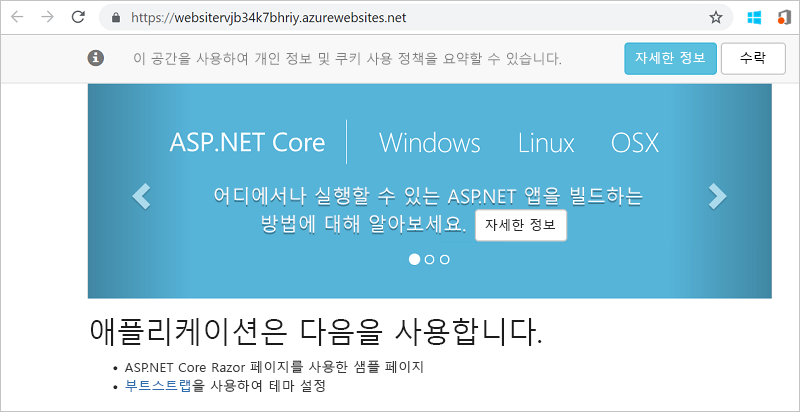 https://websitervjb34k7bhriy.azurewebsites.net
이 공간을 사용하여 개인 정보 및 쿠키 사용 정책을 요약할 수 있습니다. 자세한 정보 수락
ASP.NET Core Windows Linux OSX
어디에서나 실행할 수 있는 ASP.NET 앱을 빌드하는
방법에 대해 알아보세요. 자세한 정보
애플리케이션은 다음을 사용합니다.
• ASP.NET Core Razor 페이지를 사용한 샘플 페이지
• 부트스트랩을 사용하여 테마 설정